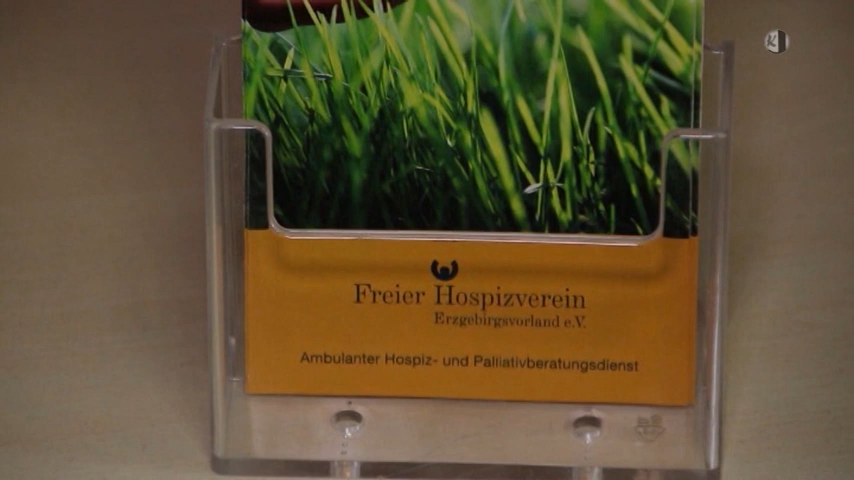 Freier Hospizverein
Erzgebirgsvorland e.V.
Ambulanter Hospiz- und Palliativberatungsdienst